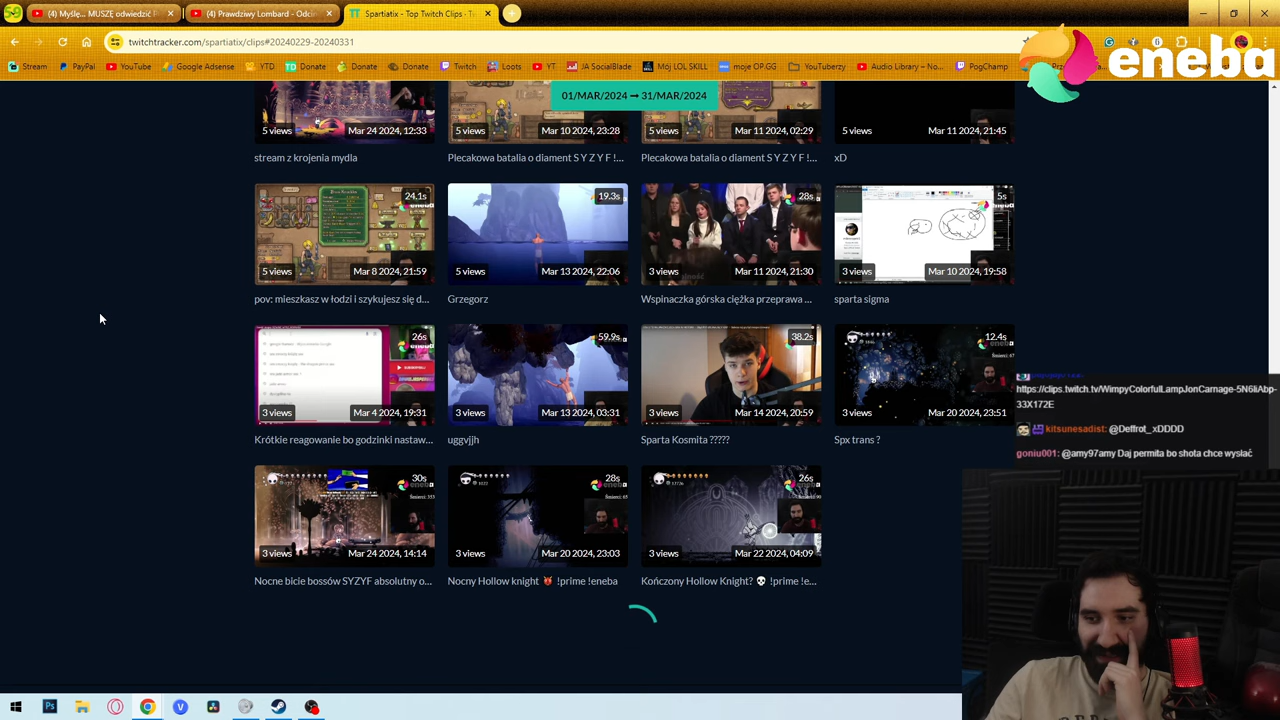 (4) Myślę... MUSZĘ odwiedzić
(4) Prawdziwy Lombard - Odci
Spartiatix - Top Twitch Clips - T
twitchtracker.com/spartiatix/clips#20240229-20240331
Stream PayPal YouTube Google Adsense YTD Donate Donate Donate Twitch Loots YT JA SocialBlade Mój LOL SKILL moje OP.GG YouTuberzy Audio Library – No... PogChamp
eneba
01/MAR/2024 → 31/MAR/2024
5 views Mar 24 2024, 12:33
5 views Mar 10 2024, 23:28
5 views Mar 11 2024, 02:29
5 views Mar 11 2024, 21:45
stream z krojenia mydla
Plecakowa batalia o diament S Y Z Y F !...
Plecakowa batalia o diament S Y Z Y F !...
xD
24.1s
19.3s
28s
5s
5 views Mar 8 2024, 21:59
5 views Mar 13 2024, 22:06
3 views Mar 11 2024, 21:30
3 views Mar 10 2024, 19:58
pov: mieszkasz w łodzi i szykujesz się d...
Grzegorz
Wspinaczka górska ciężka przeprawa ...
sparta sigma
26s
59.9s
38.2s
12.4s
3 views Mar 4 2024, 19:31
3 views Mar 13 2024, 03:31
3 views Mar 14 2024, 20:59
3 views Mar 20 2024, 23:51
Krótkie reagowanie bo godzinki nastaw...
uggvjjh
Sparta Kosmita ?????
Spx trans ?
https://clips.twitch.tv/WimpyColorfulLampJonCarnage-5N6liAbp-
33X172E
kitsunesadist: @Deffrot_xDDDD
goniu001: @amy97amy Daj permita bo shota chce wysłać
30s
28s
26s
3 views Mar 24 2024, 14:14
3 views Mar 20 2024, 23:03
3 views Mar 22 2024, 04:09
Nocne bicie bossów SYZYF absolutny o...
Nocny Hollow knight 👹 !prime !eneba
Kończony Hollow Knight? 💀 !prime !e...